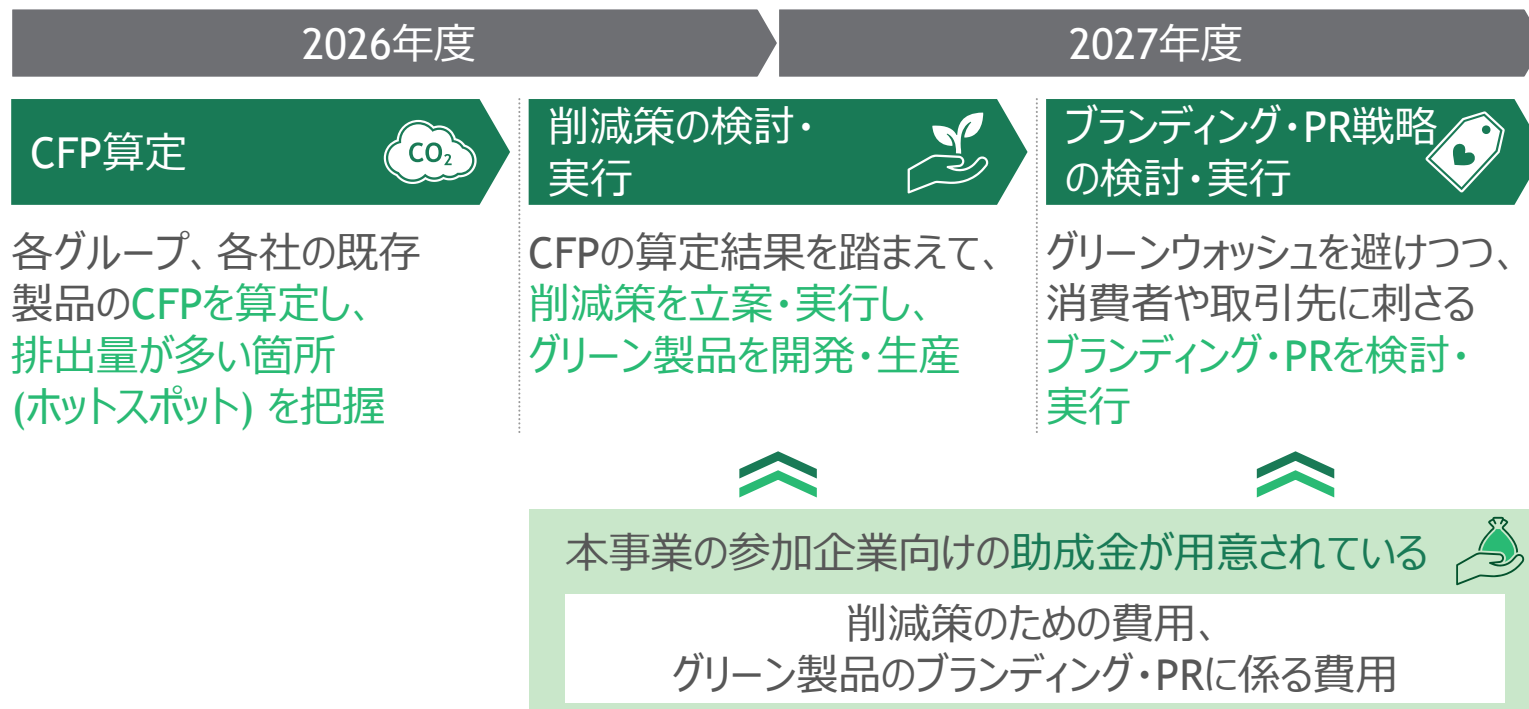 2026年度
2027年度
CFP算定
CO₂
削減策の検討・
実行
ブランディング・PR戦略
の検討・実行
各グループ、各社の既存
製品のCFPを算定し、
排出量が多い箇所
(ホットスポット) を把握
CFPの算定結果を踏まえて、
削減策を立案・実行し、
グリーン製品を開発・生産
グリーンウォッシュを避けつつ、
消費者や取引先に刺さる
ブランディング・PRを検討・
実行
本事業の参加企業向けの助成金が用意されている
削減策のための費用、
グリーン製品のブランディング・PRに係る費用